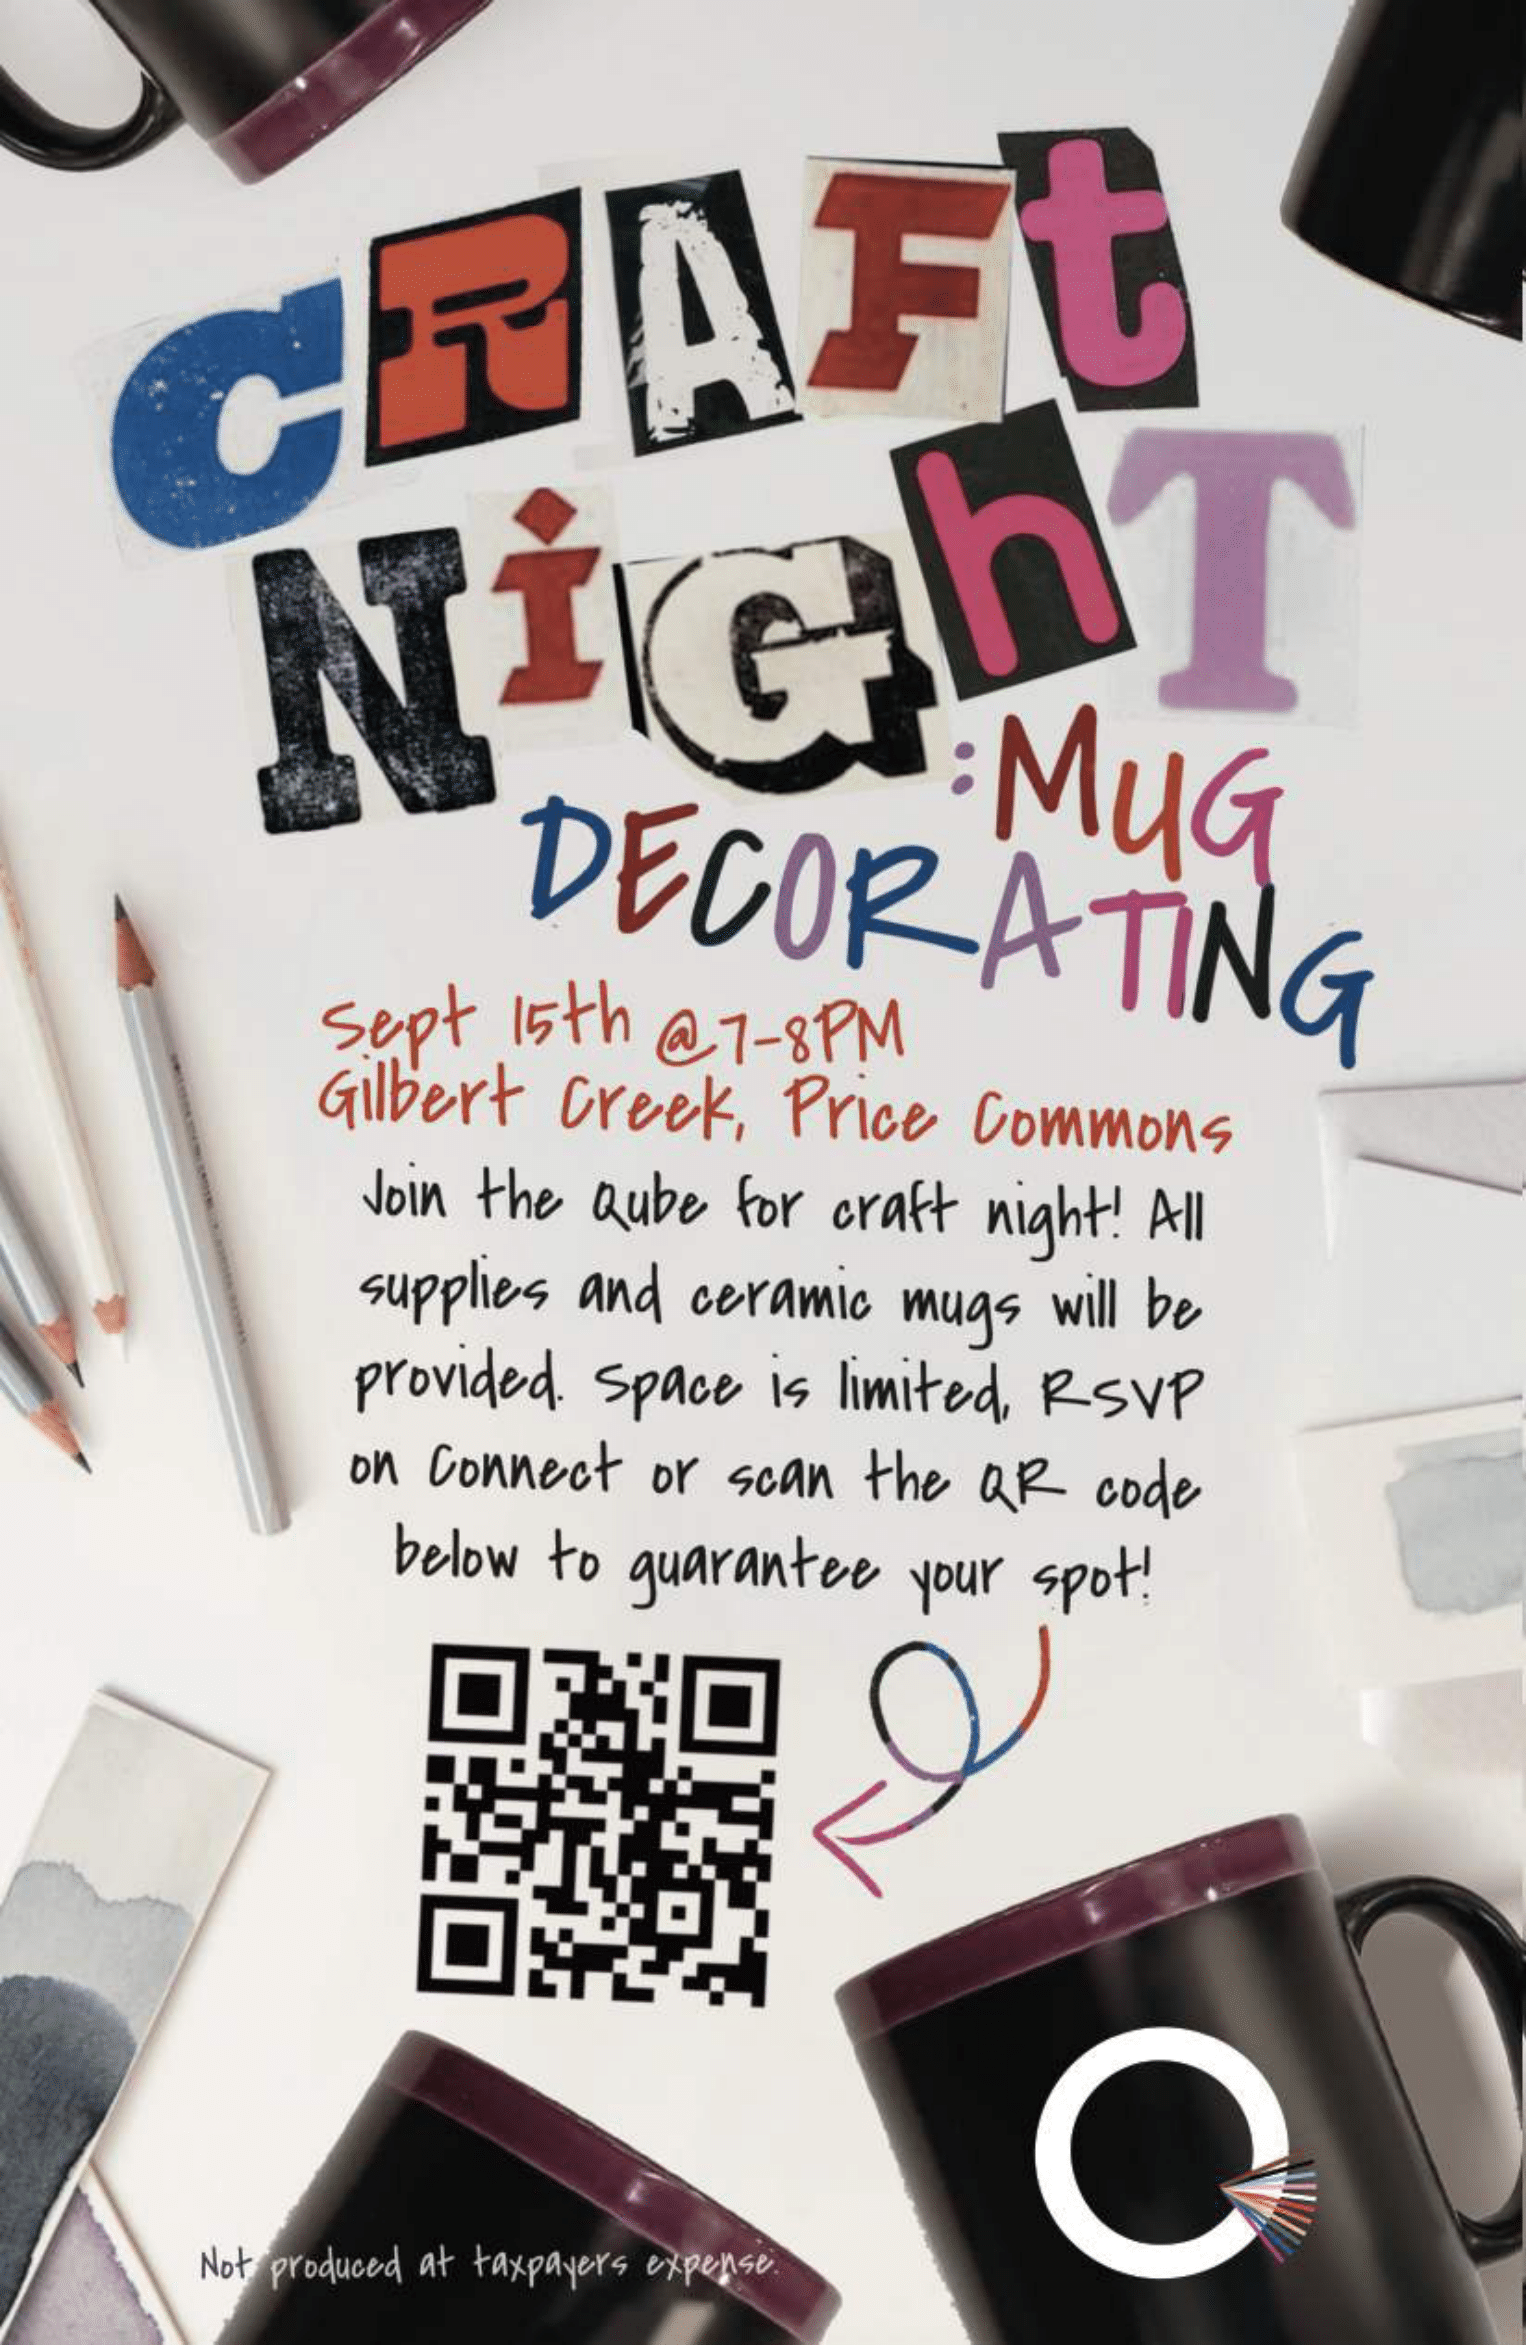 CRAFt
NiGhT
:MUG
DECORATING
Sept 15th @ 7-8PM
Gilbert Creek, Price Commons
Join the Qube for craft night! All
supplies and ceramic mugs will be
provided. Space is limited, RSVP
on Connect or scan the QR code
below to guarantee your spot!
Q
Not produced at taxpayers expense.